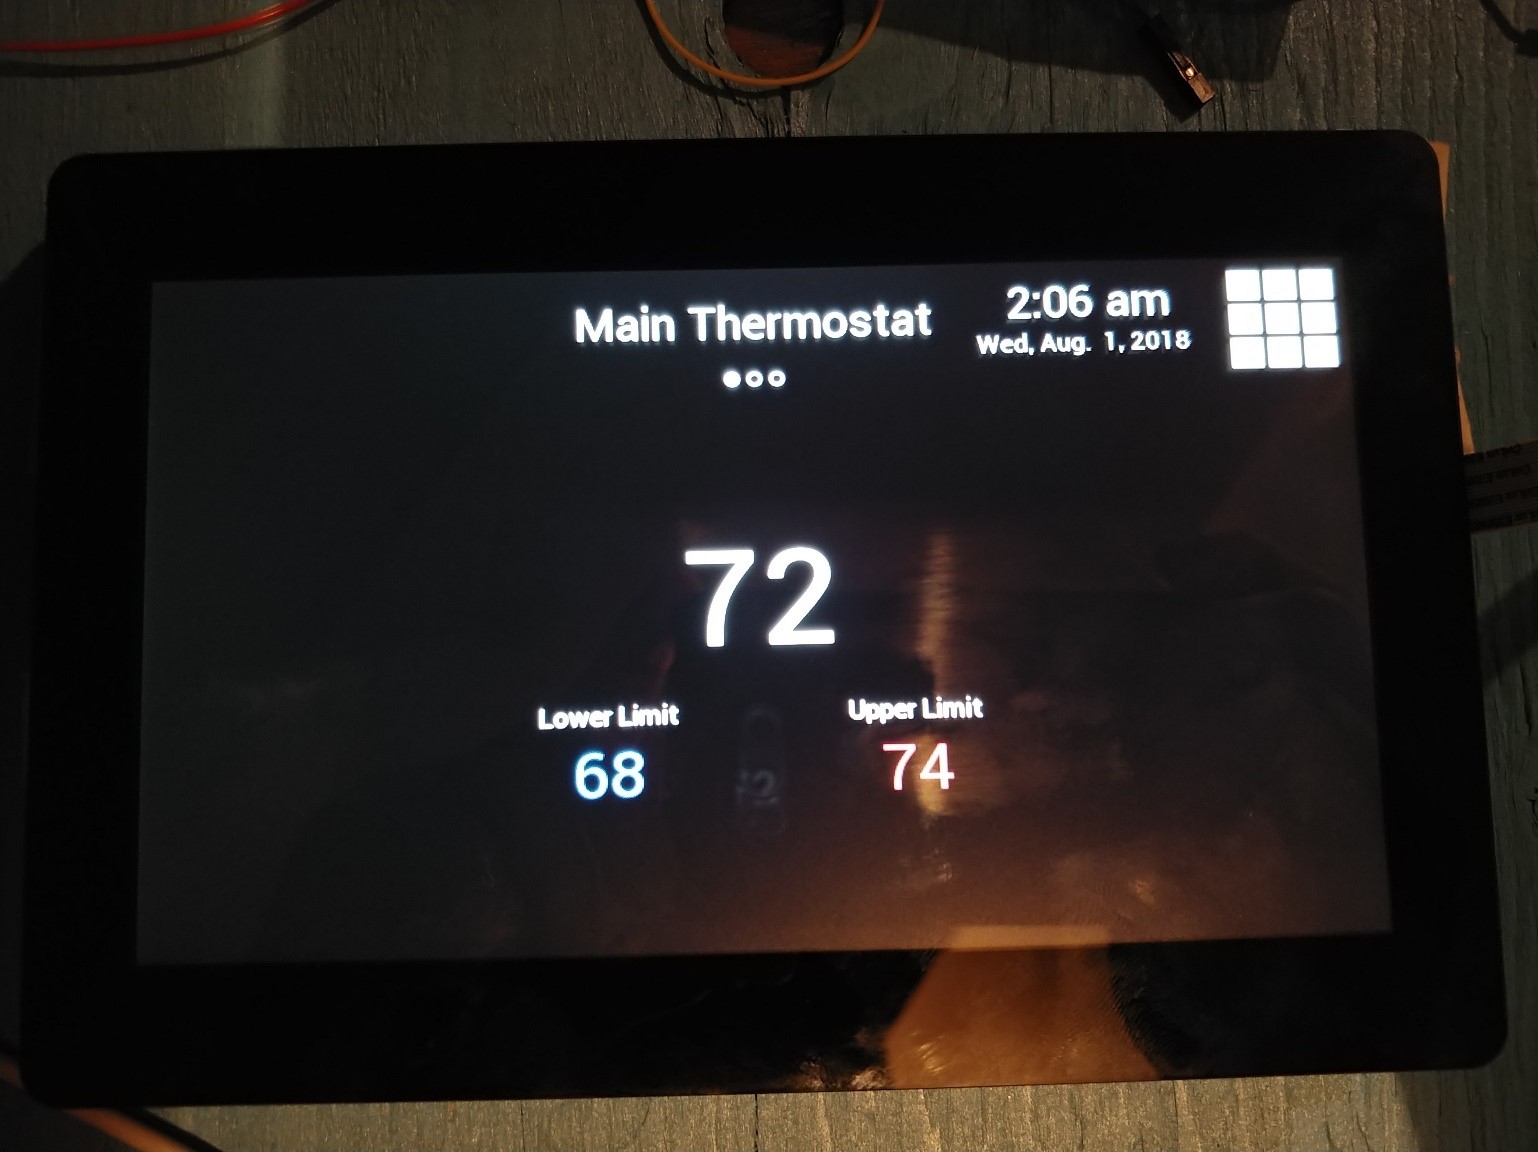 Main Thermostat
2:06 am
Wed, Aug. 1, 2018
72
Lower Limit
Upper Limit
68
74